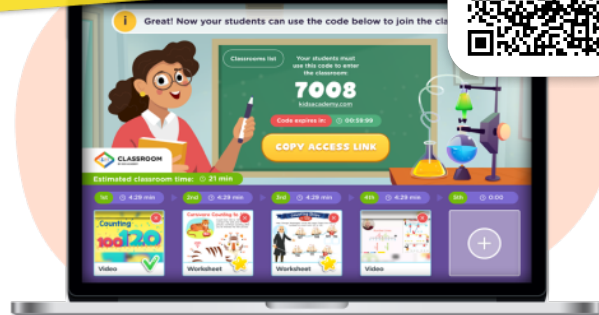 Great! Now your students can use the code below to join the cla
Classrooms list
Your students must
use this code to enter
the classroom
7008
kidsacademy.com
Code expires in: 00:59:99
COPY ACCESS LINK
CLASSROOM
Estimated classroom time: 21 min
1st 4:29 min
2nd 4:29 min
3rd 4:29 min
4th 4:29 min
5th 0:00
Counting
100 120
Video
Worksheet
Worksheet
Video